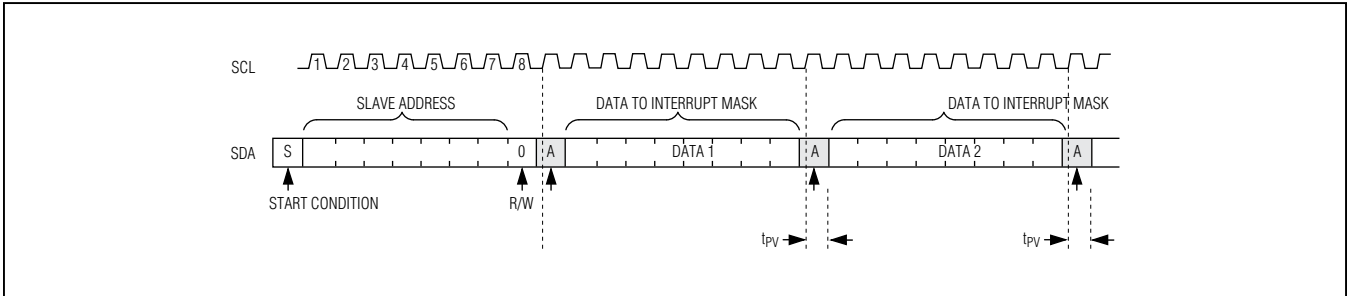 SCL 1 2 3 4 5 6 7 8
SLAVE ADDRESS DATA TO INTERRUPT MASK DATA TO INTERRUPT MASK
SDA S 0 A DATA 1 A DATA 2 A
START CONDITION R/W
tPV tPV